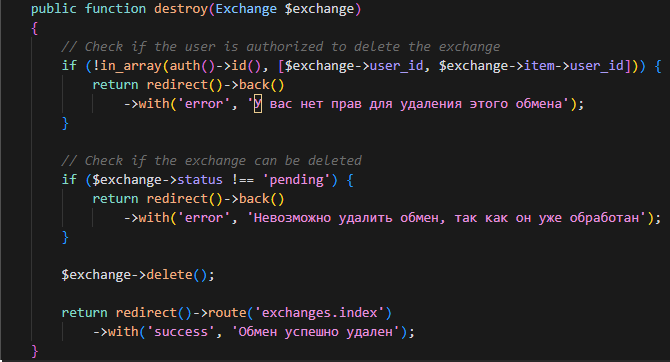 public function destroy(Exchange $exchange)
{
    // Check if the user is authorized to delete the exchange
    if (!in_array(auth()->id(), [$exchange->user_id, $exchange->item->user_id])) {
        return redirect()->back()
            ->with('error', 'У вас нет прав для удаления этого обмена');
    }

    // Check if the exchange can be deleted
    if ($exchange->status !== 'pending') {
        return redirect()->back()
            ->with('error', 'Невозможно удалить обмен, так как он уже обработан');
    }

    $exchange->delete();

    return redirect()->route('exchanges.index')
        ->with('success', 'Обмен успешно удален');
}